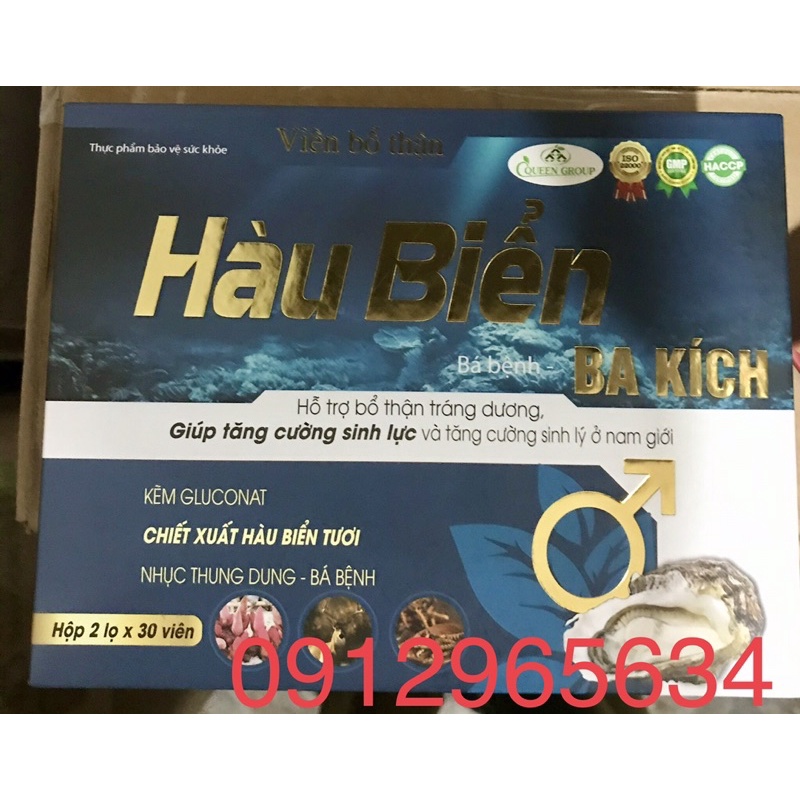 Viên bổ thận
Thực phẩm bảo vệ sức khỏe
QUEEN GROUP
ISO
22000
GMP
HACCP
Hàu Biển
Bá bệnh - BA KÍCH
Hỗ trợ bổ thận tráng dương,
Giúp tăng cường sinh lực và tăng cường sinh lý ở nam giới
KẼM GLUCONAT
CHIẾT XUẤT HÀU BIỂN TƯƠI
NHỤC THUNG DUNG - BÁ BỆNH
Hộp 2 lọ x 30 viên
0912965634